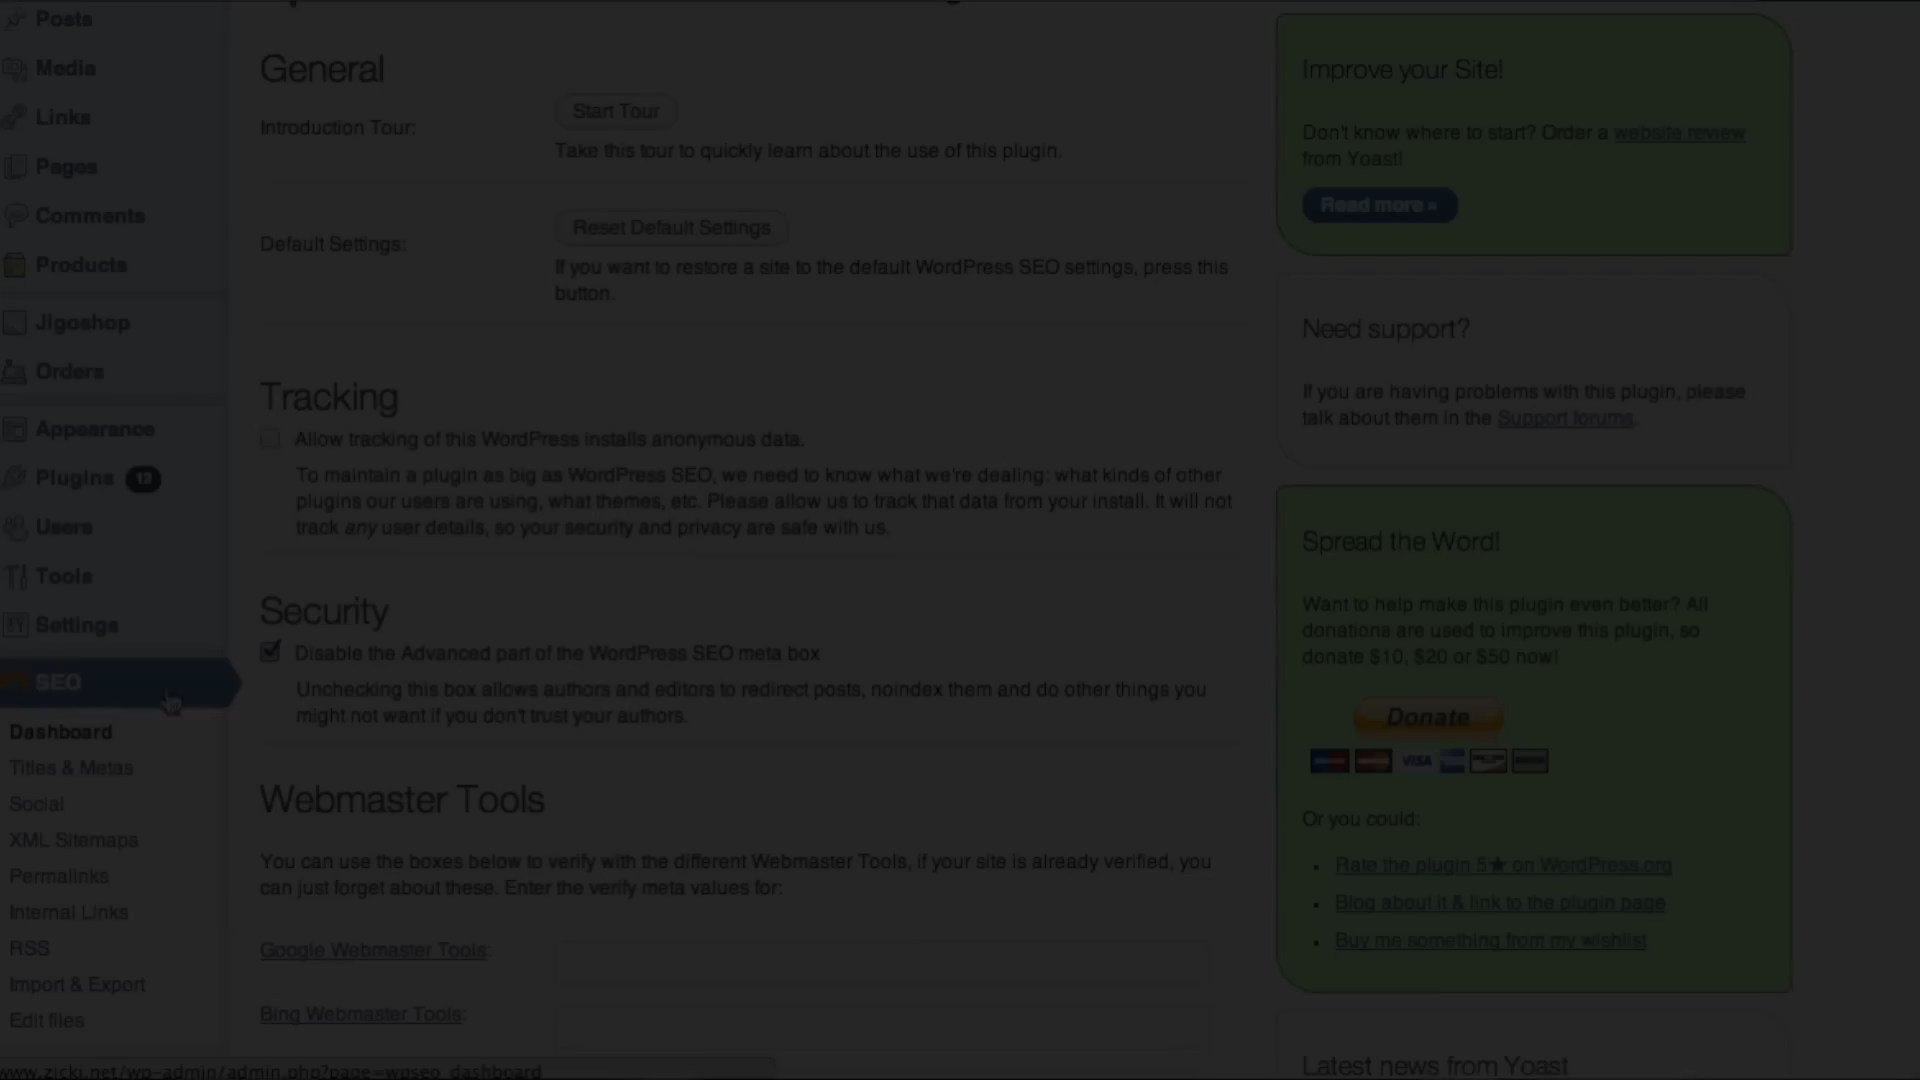 Posts
Media
Links
Pages
Comments
Products
Jigoshop
Orders
Appearance
Plugins 12
Users
Tools
Settings
SEO
Dashboard
Titles & Metas
Social
XML Sitemaps
Permalinks
Internal Links
RSS
Import & Export
Edit files
General
Introduction Tour:
Start Tour
Take this tour to quickly learn about the use of this plugin.
Default Settings:
Reset Default Settings
If you want to restore a site to the default WordPress SEO settings, press this
button.
Tracking
Allow tracking of this WordPress installs anonymous data.
To maintain a plugin as big as WordPress SEO, we need to know what we're dealing: what kinds of other
plugins our users are using, what themes, etc. Please allow us to track that data from your install. It will not
track any user details, so your security and privacy are safe with us.
Security
Disable the Advanced part of the WordPress SEO meta box
Unchecking this box allows authors and editors to redirect posts, noindex them and do other things you
might not want if you don't trust your authors.
Webmaster Tools
You can use the boxes below to verify with the different Webmaster Tools, if your site is already verified, you
can just forget about these. Enter the verify meta values for:
Google Webmaster Tools:
Bing Webmaster Tools:
Improve your Site!
Don't know where to start? Order a website review
from Yoast!
Read more »
Need support?
If you are having problems with this plugin, please
talk about them in the Support forums.
Spread the Word!
Want to help make this plugin even better? All
donations are used to improve this plugin, so
donate $10, $20 or $50 now!
Donate
VISA
Or you could:
Rate the plugin 5★ on WordPress.org
Blog about it & link to the plugin page
Buy me something from my wishlist
Latest news from Yoast
www.zicki.net/wp-admin/admin.php?page=wpseo_dashboard